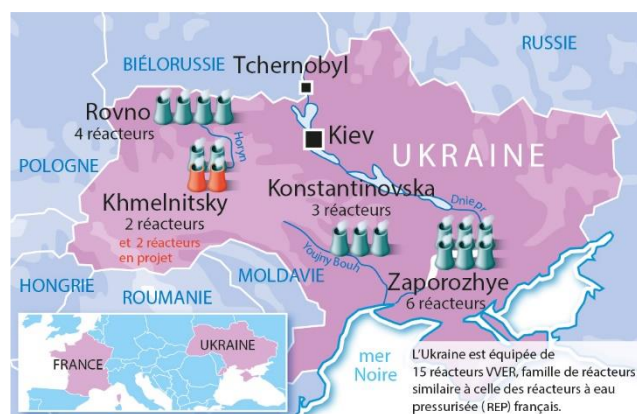 RUSSIE
BIÉLORUSSIE
Tchernobyl
Rovno
4 réacteurs
Horyn
Kiev
UKRAINE
POLOGNE
Khmelnitsky
2 réacteurs
et 2 réacteurs
en projet
Konstantinovska
3 réacteurs
Dniepr
Youjny Bouh
HONGRIE
MOLDAVIE
ROUMANIE
Zaporozhye
6 réacteurs
FRANCE
UKRAINE
mer
Noire
L'Ukraine est équipée de
15 réacteurs VVER, famille de réacteurs
similaire à celle des réacteurs à eau
pressurisée (REP) français.